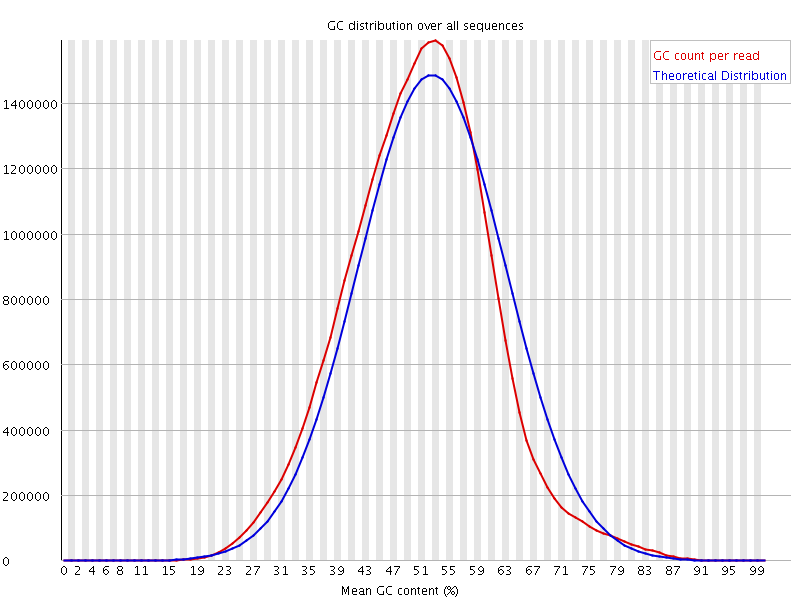 GC distribution over all sequences
GC count per read
Theoretical Distribution
1400000
1200000
1000000
800000
600000
400000
200000
0
0 2 4 6 8 11 15 19 23 27 31 35 39 43 47 51 55 59 63 67 71 75 79 83 87 91 95 99
Mean GC content (%)